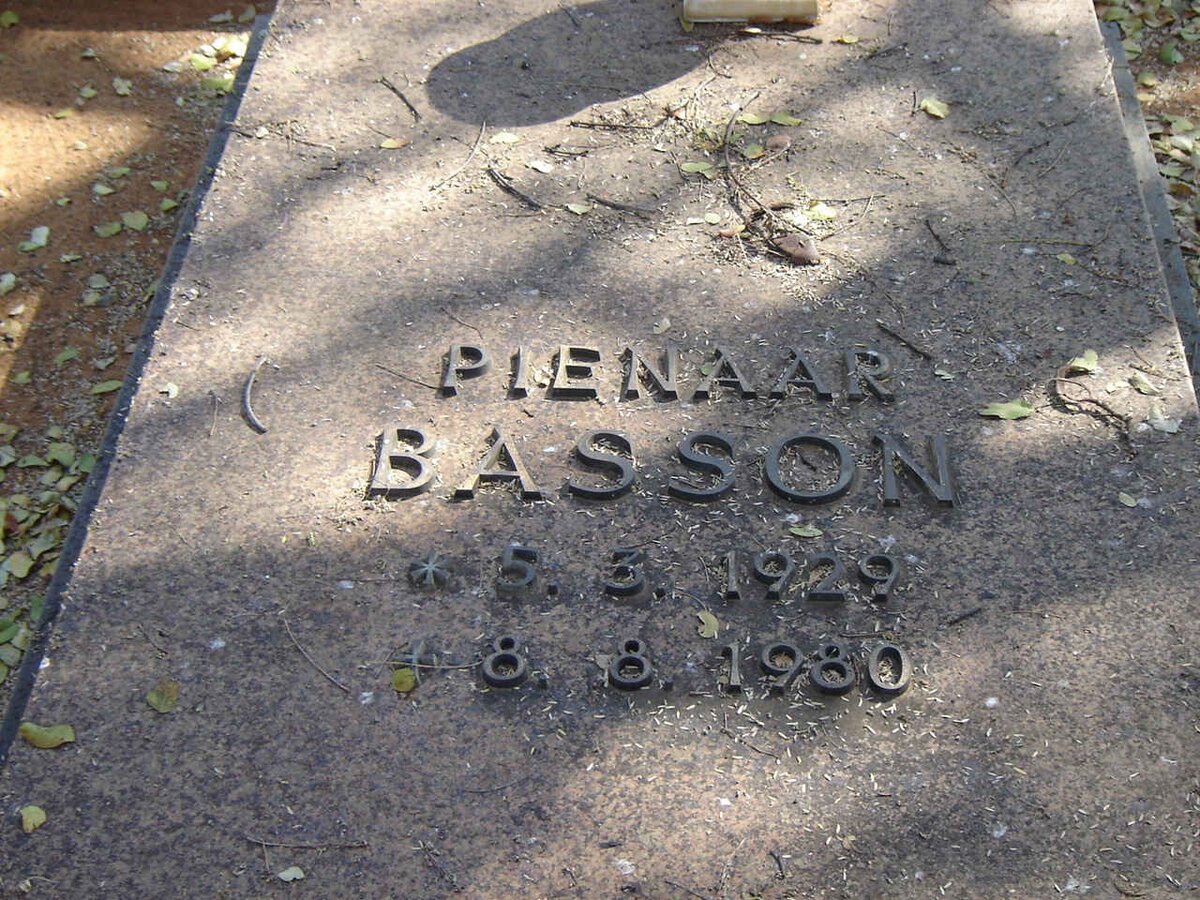 PIENAAR
BASSON
* 5. 3. 1929
† 8. 8. 1980